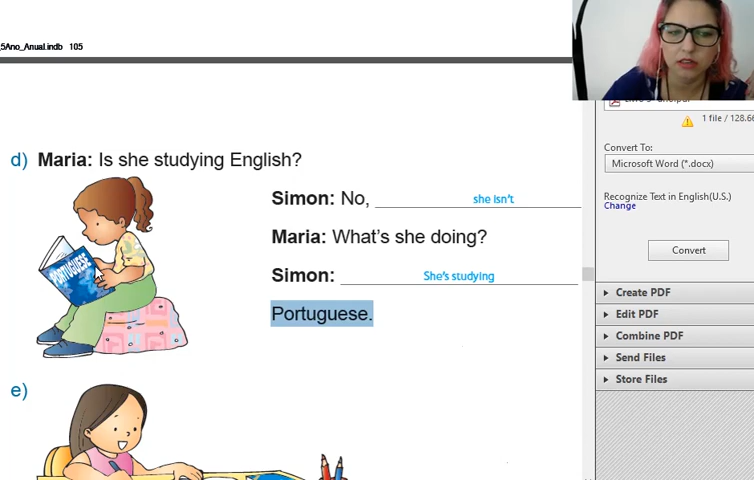 _5Ano_Anual.indb 105
1 file / 128.66
Convert To:
d) Maria: Is she studying English?
Microsoft Word (*.docx)
Simon: No, she isn't
Recognize Text in English(U.S.)
Change
Maria: What's she doing?
PORTUGUESE
Convert
Simon: She's studying
Portuguese.
Create PDF
Edit PDF
Combine PDF
Send Files
Store Files
e)